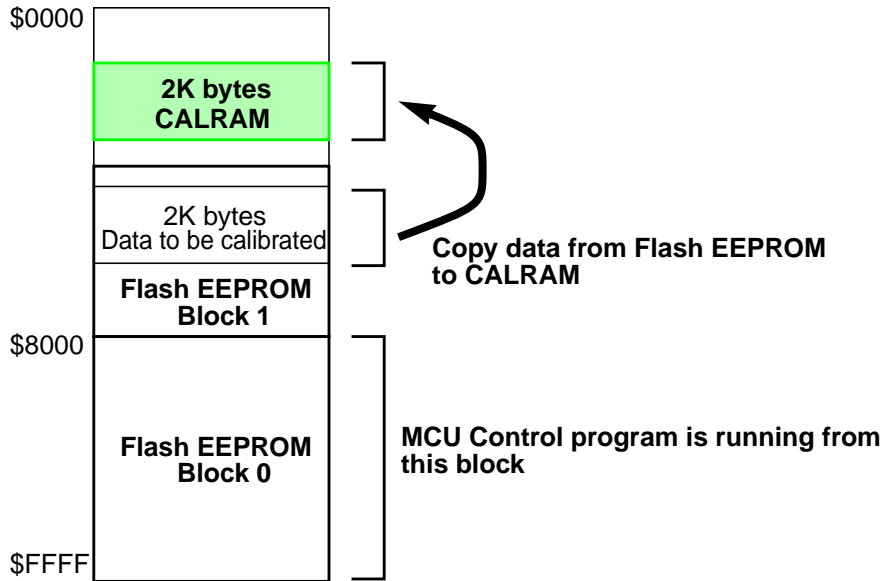 $0000
2K bytes
CALRAM
2K bytes
Data to be calibrated
Copy data from Flash EEPROM
to CALRAM
Flash EEPROM
Block 1
$8000
Flash EEPROM
Block 0
MCU Control program is running from
this block
$FFFF